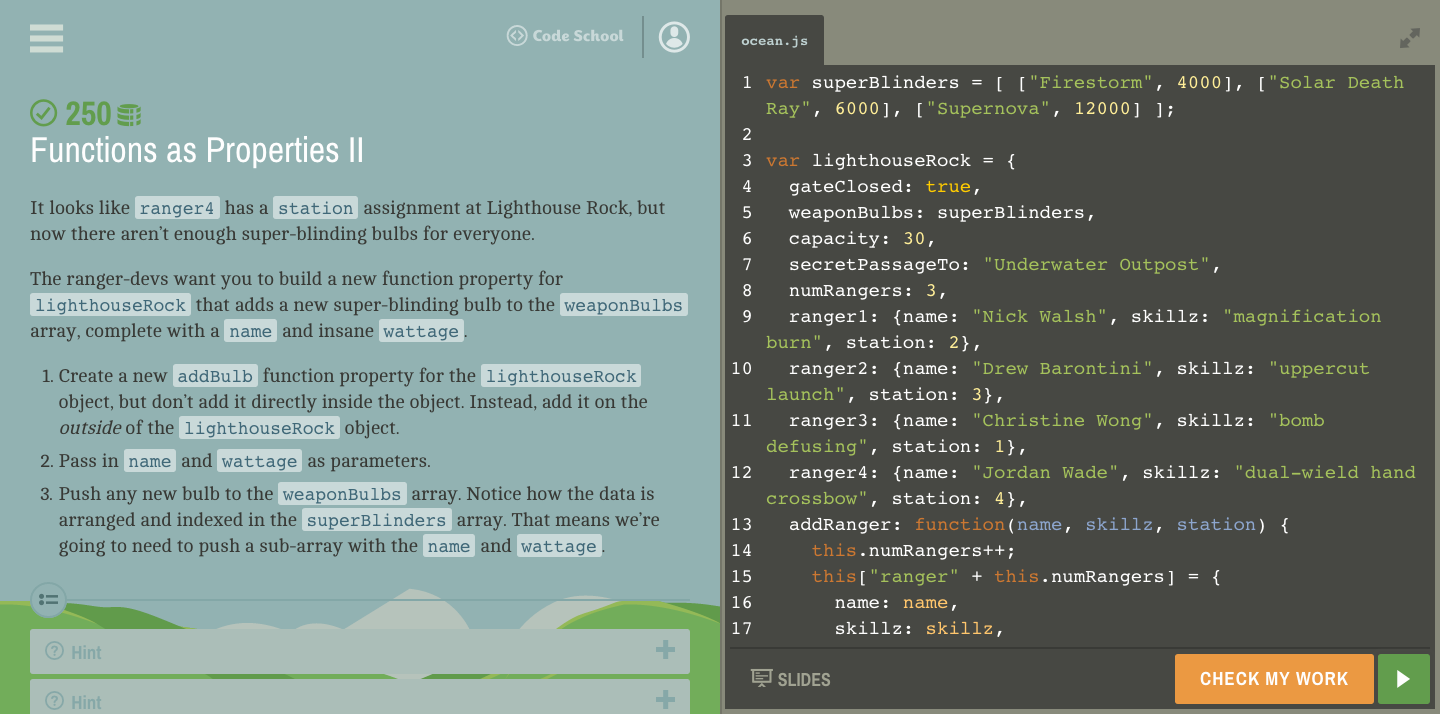 Code School
250
Functions as Properties II
It looks like ranger4 has a station assignment at Lighthouse Rock, but
now there aren’t enough super-blinding bulbs for everyone.
The ranger-devs want you to build a new function property for
lighthouseRock that adds a new super-blinding bulb to the weaponBulbs
array, complete with a name and insane wattage.
1. Create a new addBulb function property for the lighthouseRock
object, but don’t add it directly inside the object. Instead, add it on the
outside of the lighthouseRock object.
2. Pass in name and wattage as parameters.
3. Push any new bulb to the weaponBulbs array. Notice how the data is
arranged and indexed in the superBlinders array. That means we’re
going to need to push a sub-array with the name and wattage.
Hint
Hint
ocean.js
1 var superBlinders = [ ["Firestorm", 4000], ["Solar Death
Ray", 6000], ["Supernova", 12000] ];
2
3 var lighthouseRock = {
4   gateClosed: true,
5   weaponBulbs: superBlinders,
6   capacity: 30,
7   secretPassageTo: "Underwater Outpost",
8   numRangers: 3,
9   ranger1: {name: "Nick Walsh", skillz: "magnification
burn", station: 2},
10   ranger2: {name: "Drew Barontini", skillz: "uppercut
launch", station: 3},
11   ranger3: {name: "Christine Wong", skillz: "bomb
defusing", station: 1},
12   ranger4: {name: "Jordan Wade", skillz: "dual-wield hand
crossbow", station: 4},
13   addRanger: function(name, skillz, station) {
14     this.numRangers++;
15     this["ranger" + this.numRangers] = {
16       name: name,
17       skillz: skillz,
SLIDES
CHECK MY WORK